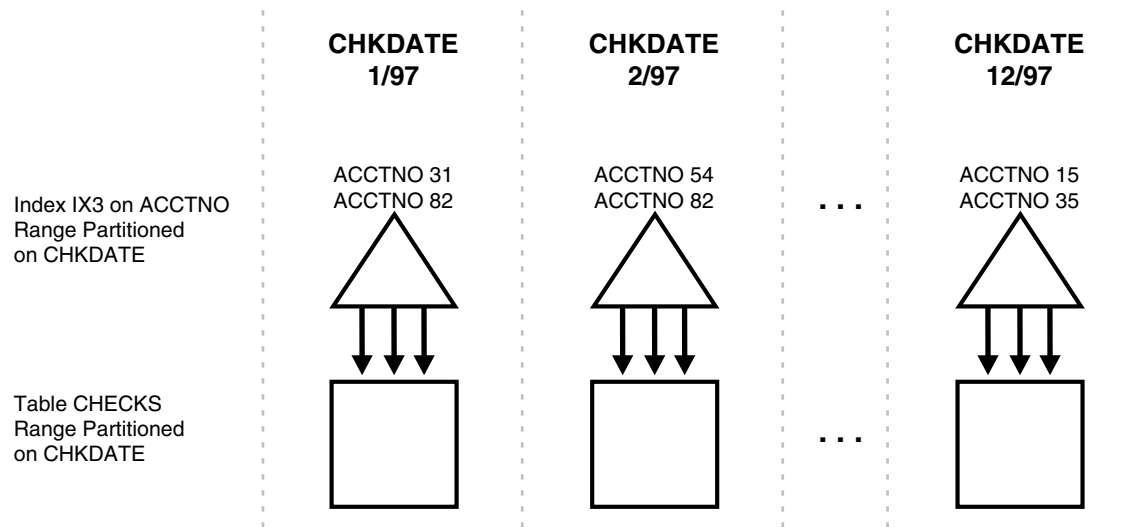 CHKDATE
1/97
CHKDATE
2/97
CHKDATE
12/97
Index IX3 on ACCTNO
Range Partitioned
on CHKDATE
ACCTNO 31
ACCTNO 82
ACCTNO 54
ACCTNO 82
. . .
ACCTNO 15
ACCTNO 35
Table CHECKS
Range Partitioned
on CHKDATE
. . .